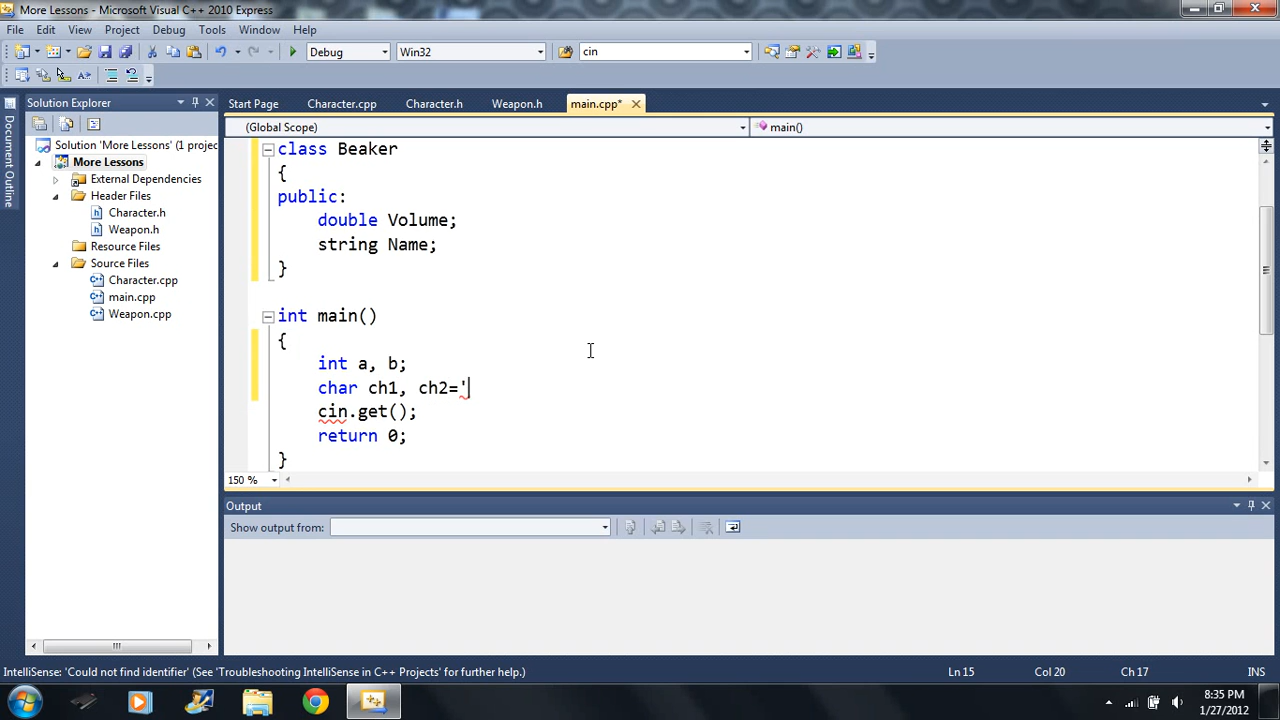 More Lessons - Microsoft Visual C++ 2010 Express
File Edit View Project Debug Tools Window Help
Debug Win32 cin
Solution Explorer
Start Page Character.cpp Character.h Weapon.h main.cpp*
(Global Scope) main()
Document Outline
Solution 'More Lessons' (1 projec
More Lessons
External Dependencies
Header Files
Character.h
Weapon.h
Resource Files
Source Files
Character.cpp
main.cpp
Weapon.cpp
class Beaker
{
public:
double Volume;
string Name;
}
int main()
{
int a, b;
char ch1, ch2='
cin.get();
return 0;
}
150 %
Output
Show output from:
IntelliSense: 'Could not find identifier' (See 'Troubleshooting IntelliSense in C++ Projects' for further help.)
Ln 15 Col 20 Ch 17 INS
8:35 PM
1/27/2012